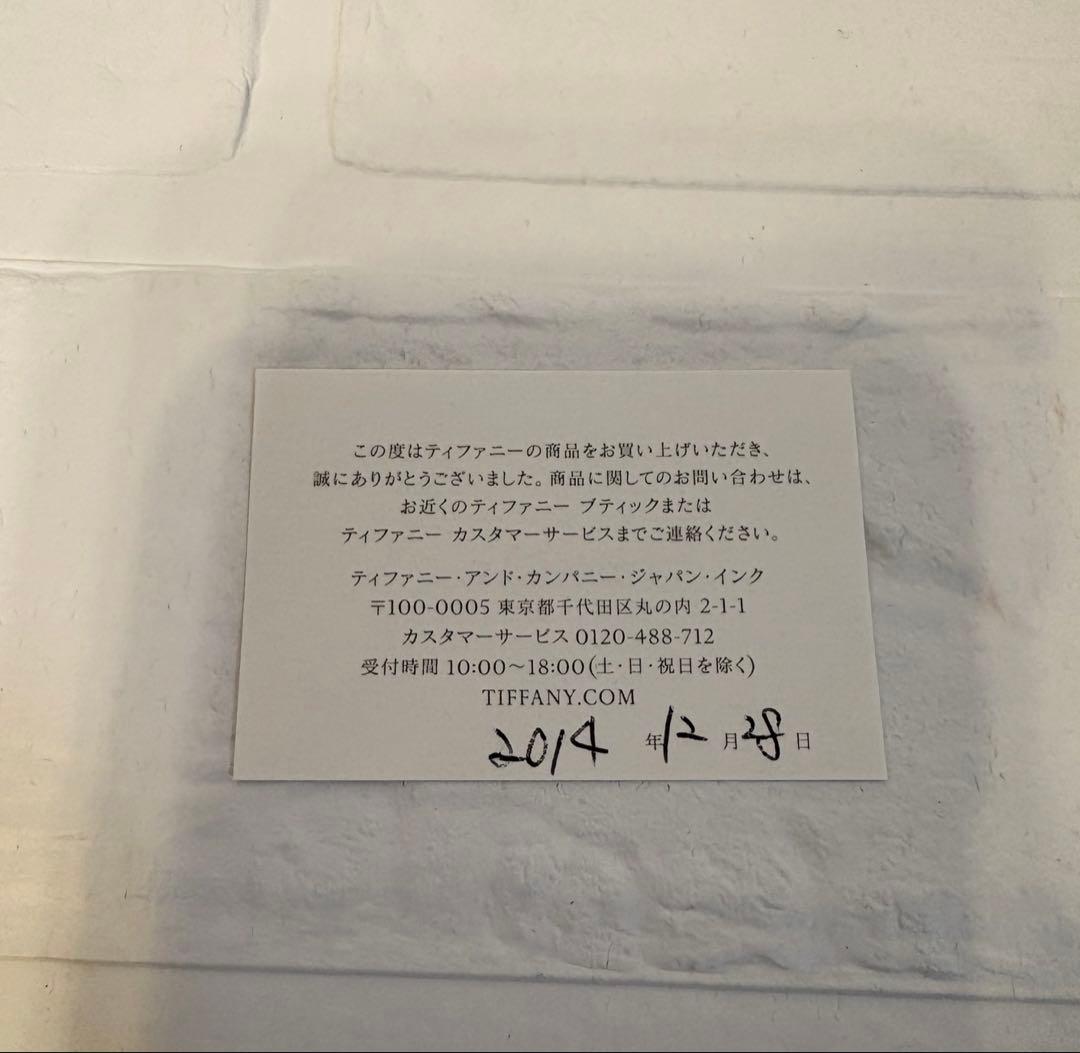 この度はティファニーの商品をお買い上げいただき、
誠にありがとうございました。商品に関してのお問い合わせは、
お近くのティファニー ブティックまたは
ティファニー カスタマーサービスまでご連絡ください。
ティファニー・アンド・カンパニー・ジャパン・インク
〒100-0005 東京都千代田区丸の内 2-1-1
カスタマーサービス 0120-488-712
受付時間 10:00〜18:00(土・日・祝日を除く)
TIFFANY.COM
2014 年 12 月 28 日